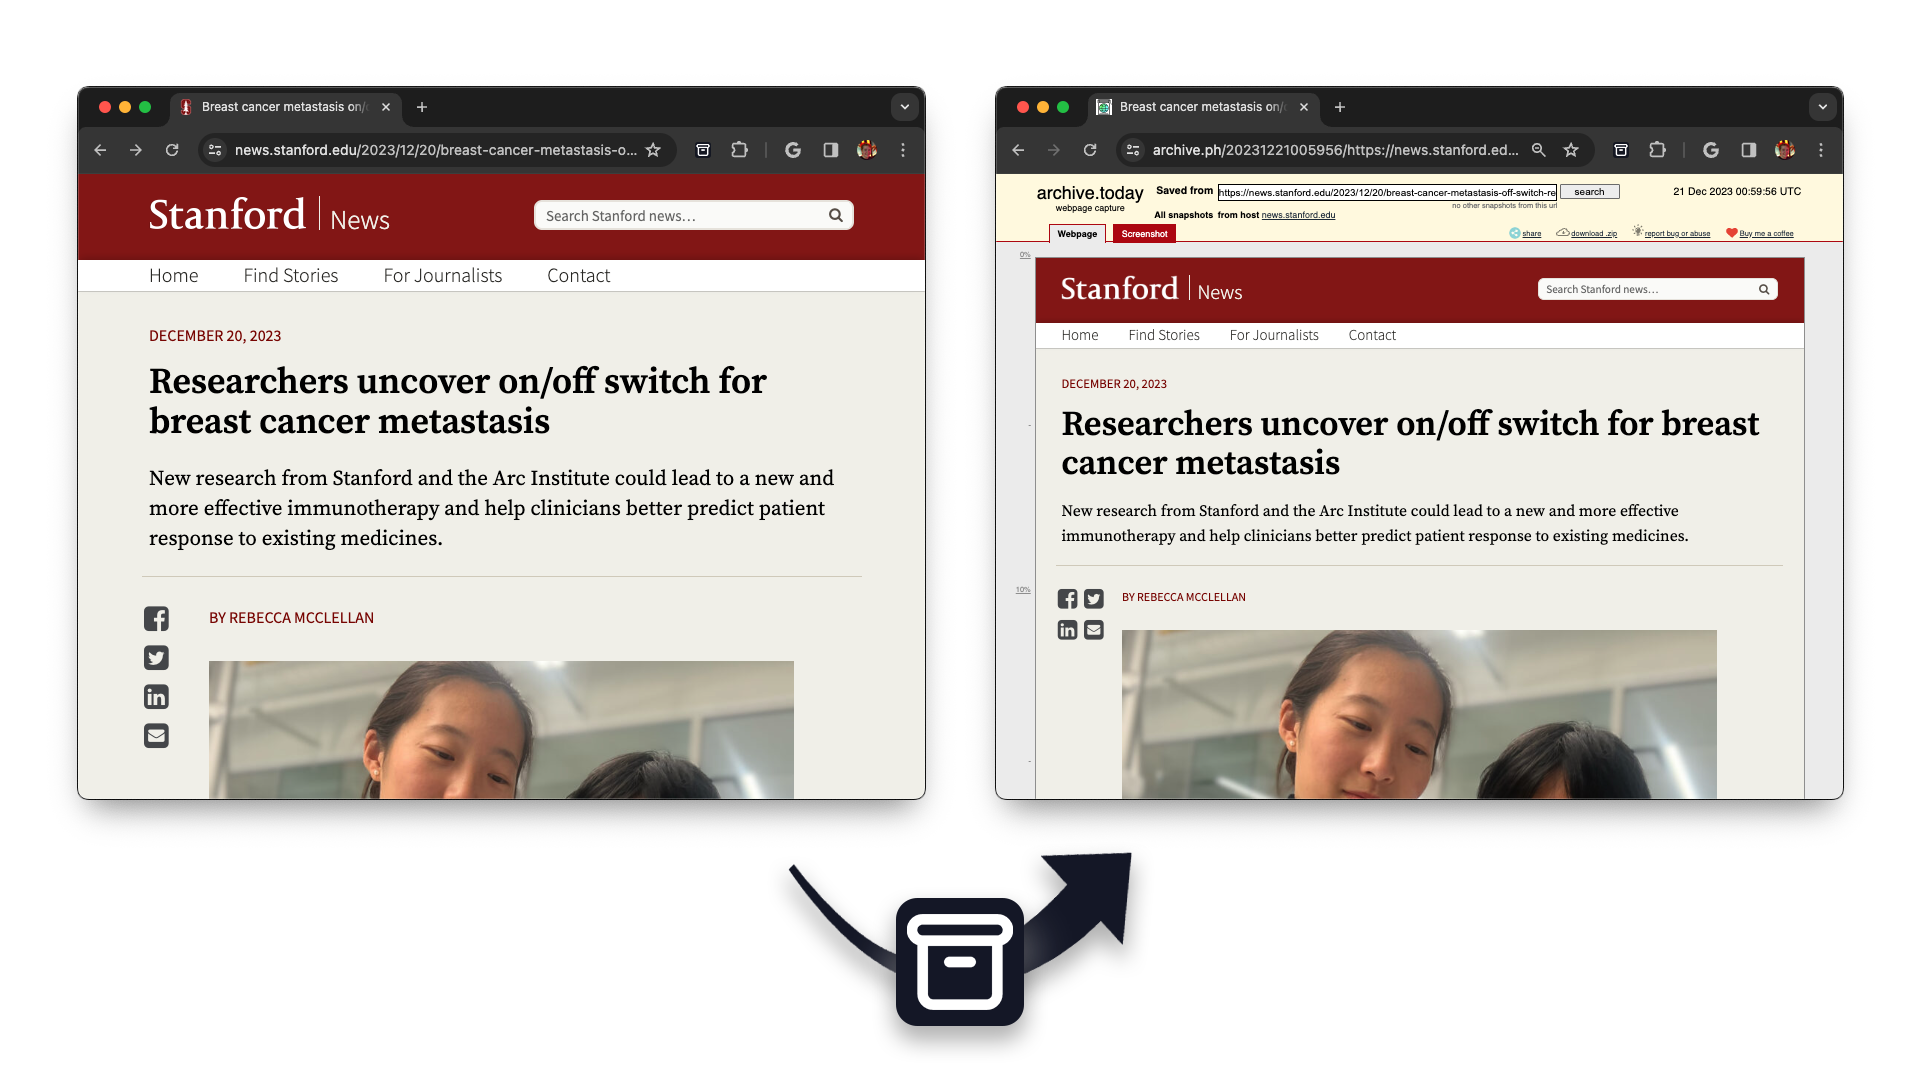 Breast cancer metastasis on/
news.stanford.edu/2023/12/20/breast-cancer-metastasis-o...
Stanford | News
Search Stanford news...
Home
Find Stories
For Journalists
Contact
DECEMBER 20, 2023
Researchers uncover on/off switch for
breast cancer metastasis
New research from Stanford and the Arc Institute could lead to a new and
more effective immunotherapy and help clinicians better predict patient
response to existing medicines.
BY REBECCA MCCLELLAN
Breast cancer metastasis on/
archive.ph/20231221005956/https://news.stanford.ed...
archive.today
webpage capture
Saved from
https://news.stanford.edu/2023/12/20/breast-cancer-metastasis-off-switch-re
search
21 Dec 2023 00:59:56 UTC
no other snapshots from this url
All snapshots from host news.stanford.edu
Webpage
Screenshot
share
download .zip
report bug or abuse
Buy me a coffee
0%
Stanford | News
Search Stanford news...
Home
Find Stories
For Journalists
Contact
DECEMBER 20, 2023
Researchers uncover on/off switch for breast
cancer metastasis
New research from Stanford and the Arc Institute could lead to a new and more effective
immunotherapy and help clinicians better predict patient response to existing medicines.
10%
BY REBECCA MCCLELLAN